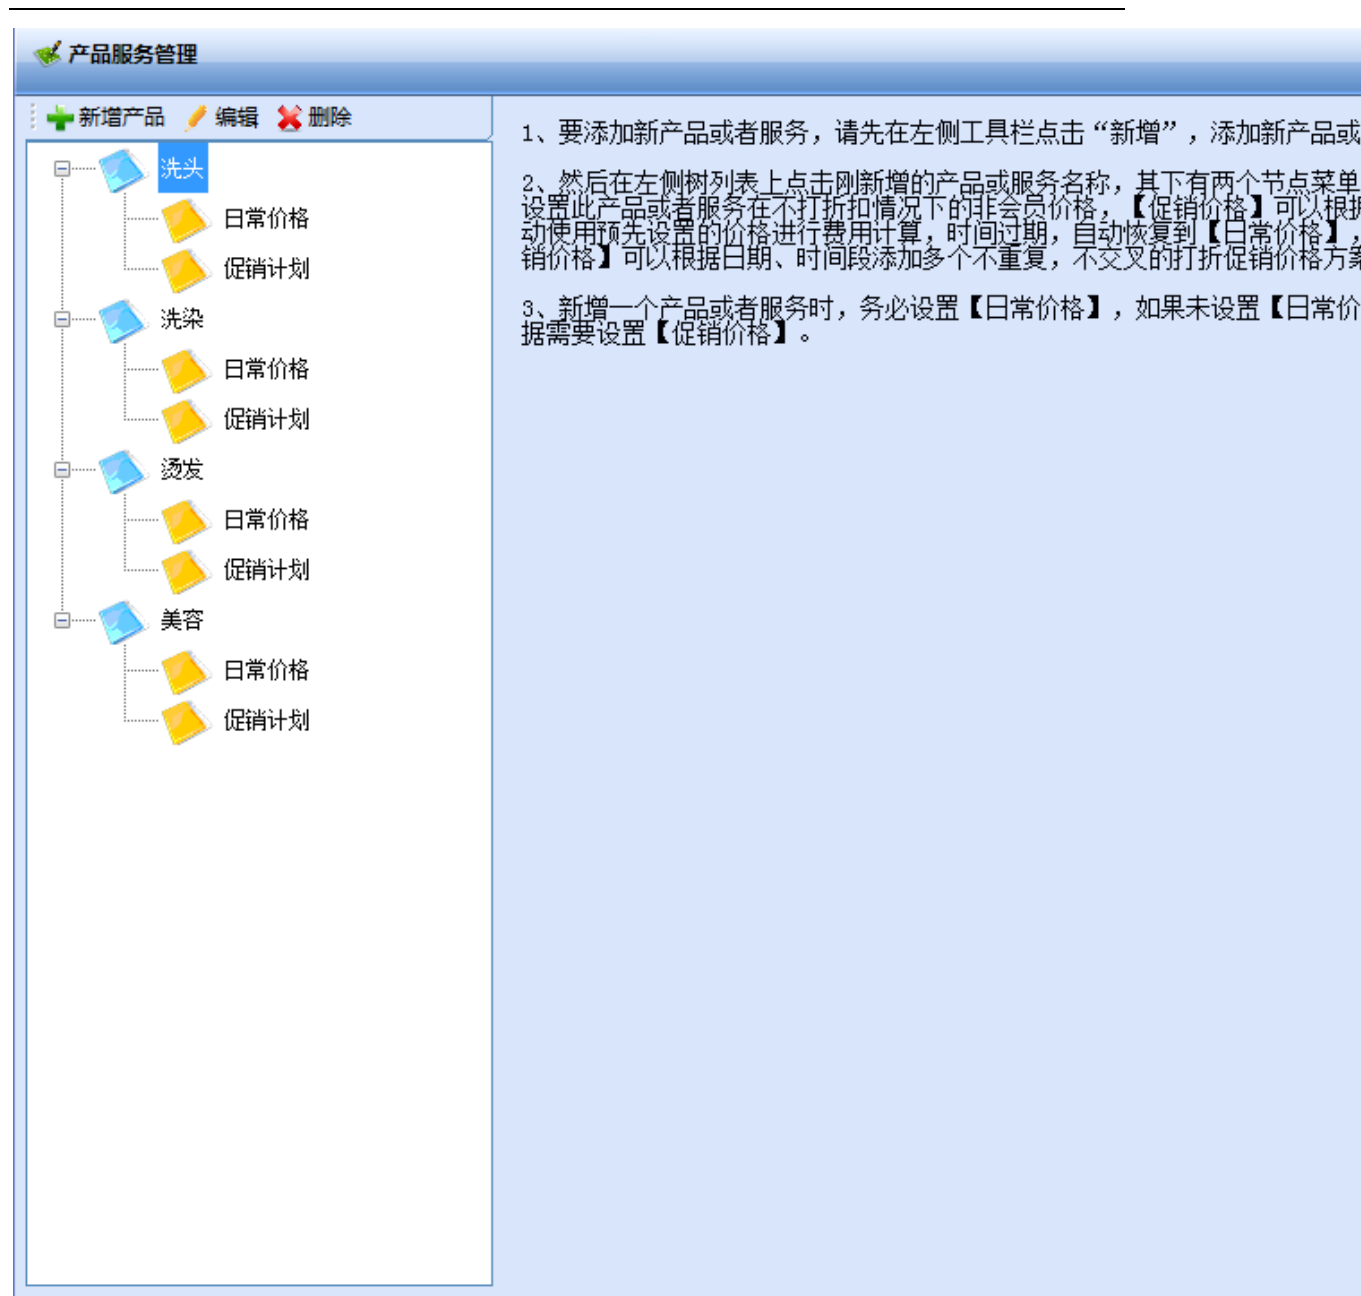 产品服务管理
新增产品 编辑 删除
洗头
日常价格
促销计划
洗染
日常价格
促销计划
烫发
日常价格
促销计划
美容
日常价格
促销计划
1、要添加新产品或者服务，请先在左侧工具栏点击“新增”，添加新产品或
2、然后在左侧树列表上点击刚新增的产品或服务名称，其下有两个节点菜单
设置此产品或者服务在不打折扣情况下的非会员价格，【促销价格】可以根据
动使用预先设置的价格进行费用计算，时间过期，自动恢复到【日常价格】，
销价格】可以根据日期、时间段添加多个不重复，不交叉的打折促销价格方案
3、新增一个产品或者服务时，务必设置【日常价格】，如果未设置【日常价
据需要设置【促销价格】。